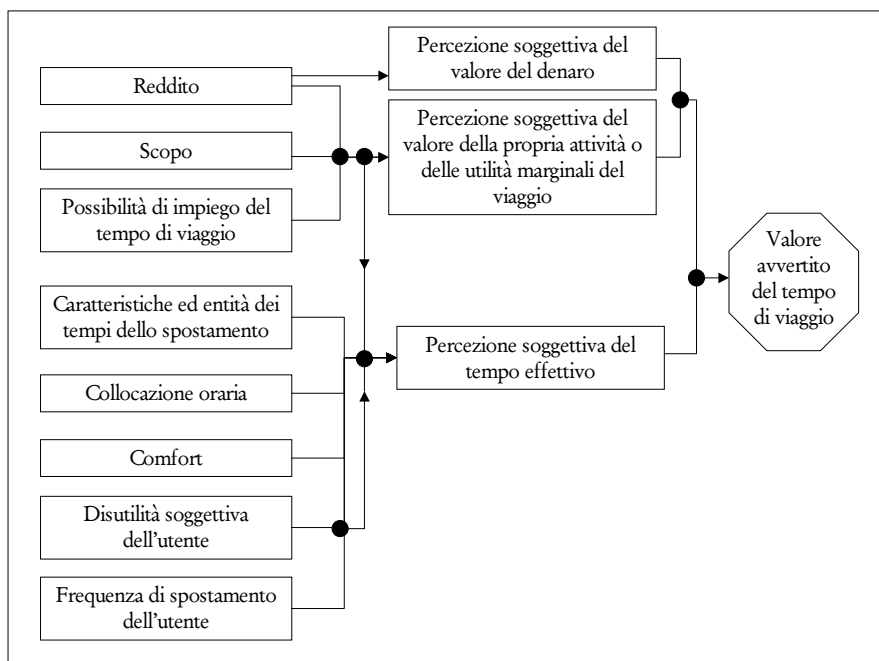 Percezione soggettiva del
valore del denaro
Reddito
Percezione soggettiva del
valore della propria attività o
delle utilità marginali del
viaggio
Scopo
Possibilità di impiego del
tempo di viaggio
Valore
avvertito
del tempo
di viaggio
Caratteristiche ed entità dei
tempi dello spostamento
Percezione soggettiva del
tempo effettivo
Collocazione oraria
Comfort
Disutilità soggettiva
dell'utente
Frequenza di spostamento
dell'utente